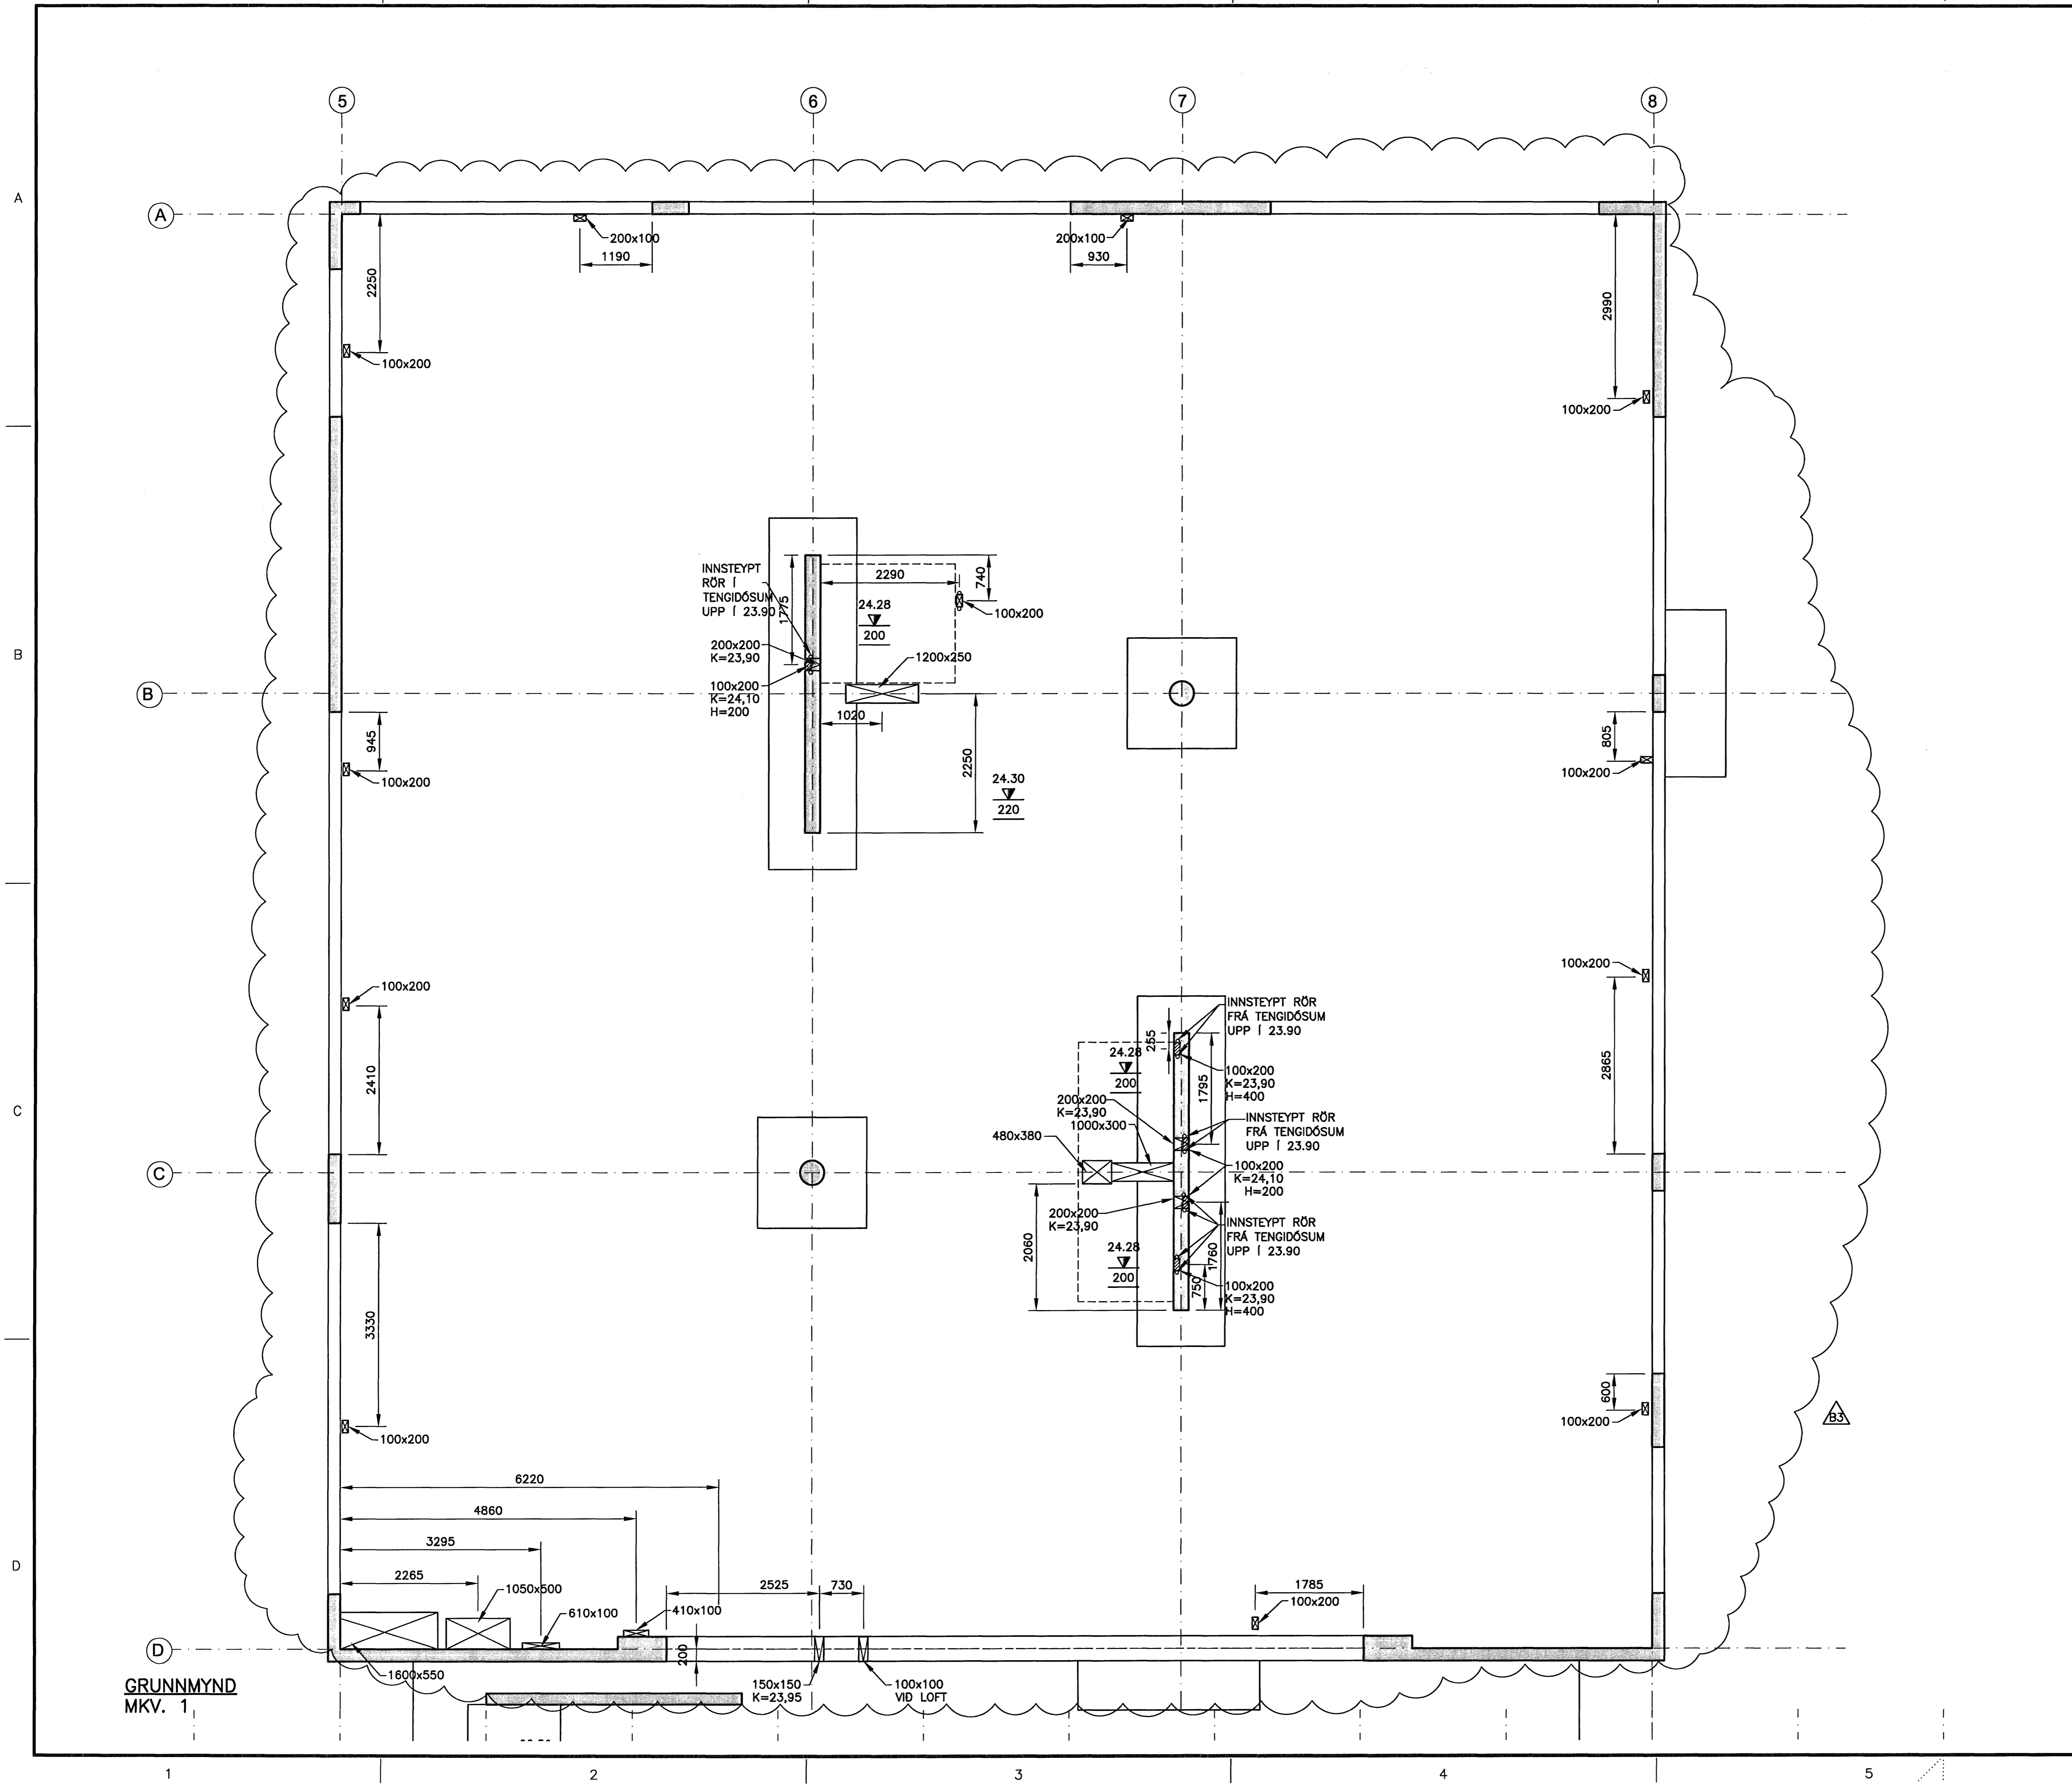 5
6
7
8
A
A
200x100
1190
200x100
930
2250
2990
100x200
100x200
B
B
INNSTEYPT
RÖR Í
TENGIDÓSUM
UPP Í 23.90
1775
2290
740
24.28
200
100x200
200x200
K=23,90
1200x250
100x200
K=24,10
H=200
1020
945
100x200
2250
24.30
220
805
100x200
100x200
2410
100x200
2865
C
C
INNSTEYPT RÖR
FRÁ TENGIDÓSUM
UPP Í 23.90
255
24.28
200
1795
100x200
K=23,90
H=400
200x200
K=23,90
1000x300
480x380
INNSTEYPT RÖR
FRÁ TENGIDÓSUM
UPP Í 23.90
100x200
K=24,10
H=200
200x200
K=23,90
INNSTEYPT RÖR
FRÁ TENGIDÓSUM
UPP Í 23.90
2060
24.28
200
1760
750
100x200
K=23,90
H=400
3330
100x200
600
100x200
B3
6220
4860
3295
2265
1050x500
610x100
410x100
2525
730
1785
100x200
D
D
200
1600x550
150x150
K=23,95
100x100
VIÐ LOFT
GRUNNMYND
MKV. 1
1
2
3
4
5